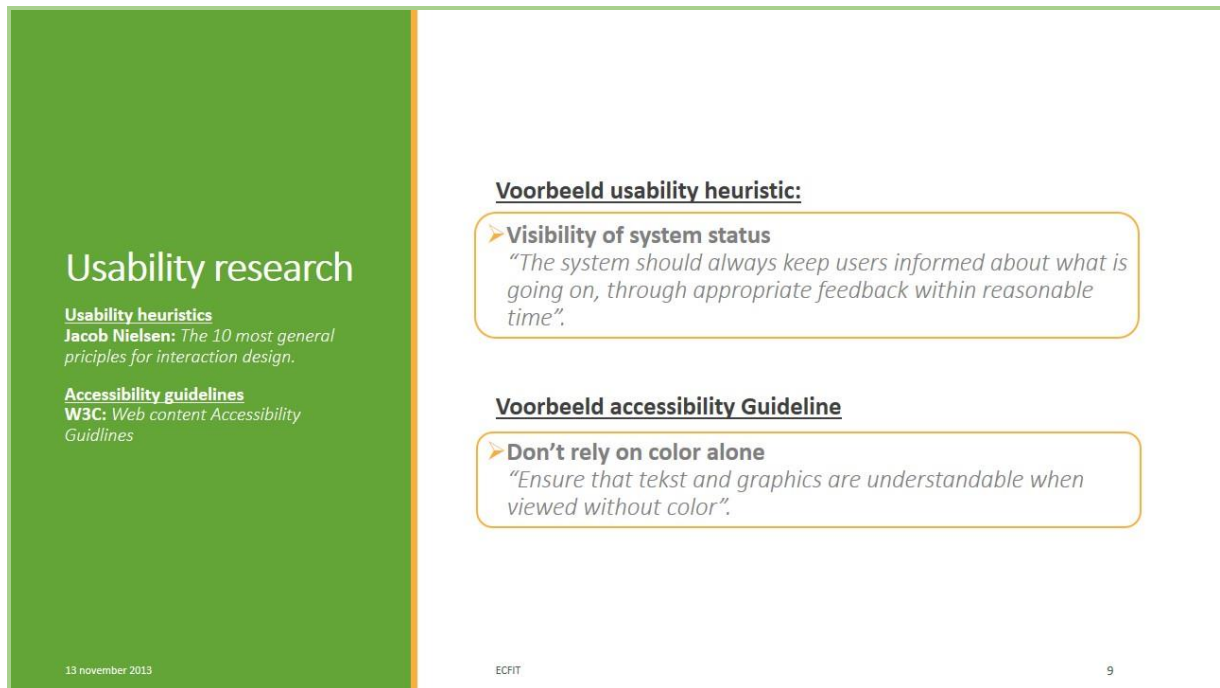 Usability research
Usability heuristics
Jacob Nielsen: The 10 most general
priciples for interaction design.
Accessibility guidelines
W3C: Web content Accessibility
Guidlines
13 november 2013
Voorbeeld usability heuristic:
Visibility of system status
“The system should always keep users informed about what is
going on, through appropriate feedback within reasonable
time”.
Voorbeeld accessibility Guideline
Don’t rely on color alone
“Ensure that tekst and graphics are understandable when
viewed without color”.
ECFIT
9